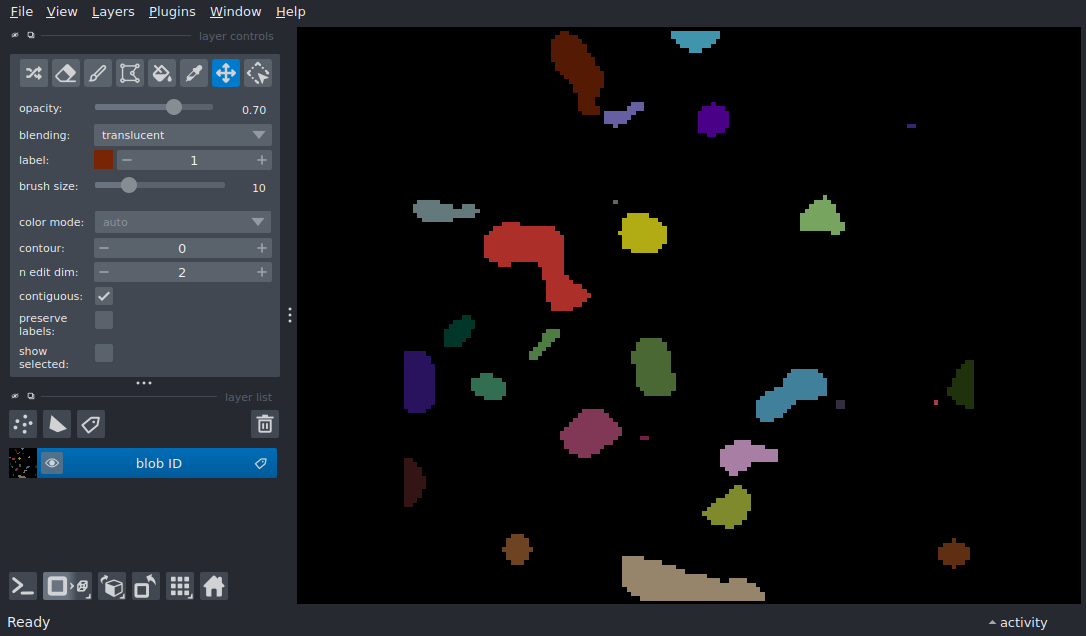 File View Layers Plugins Window Help
layer controls
opacity: 0.70
blending: translucent
label: 1
brush size: 10
color mode: auto
contour: 0
n edit dim: 2
contiguous:
preserve
labels:
show
selected:
layer list
blob ID
Ready
activity